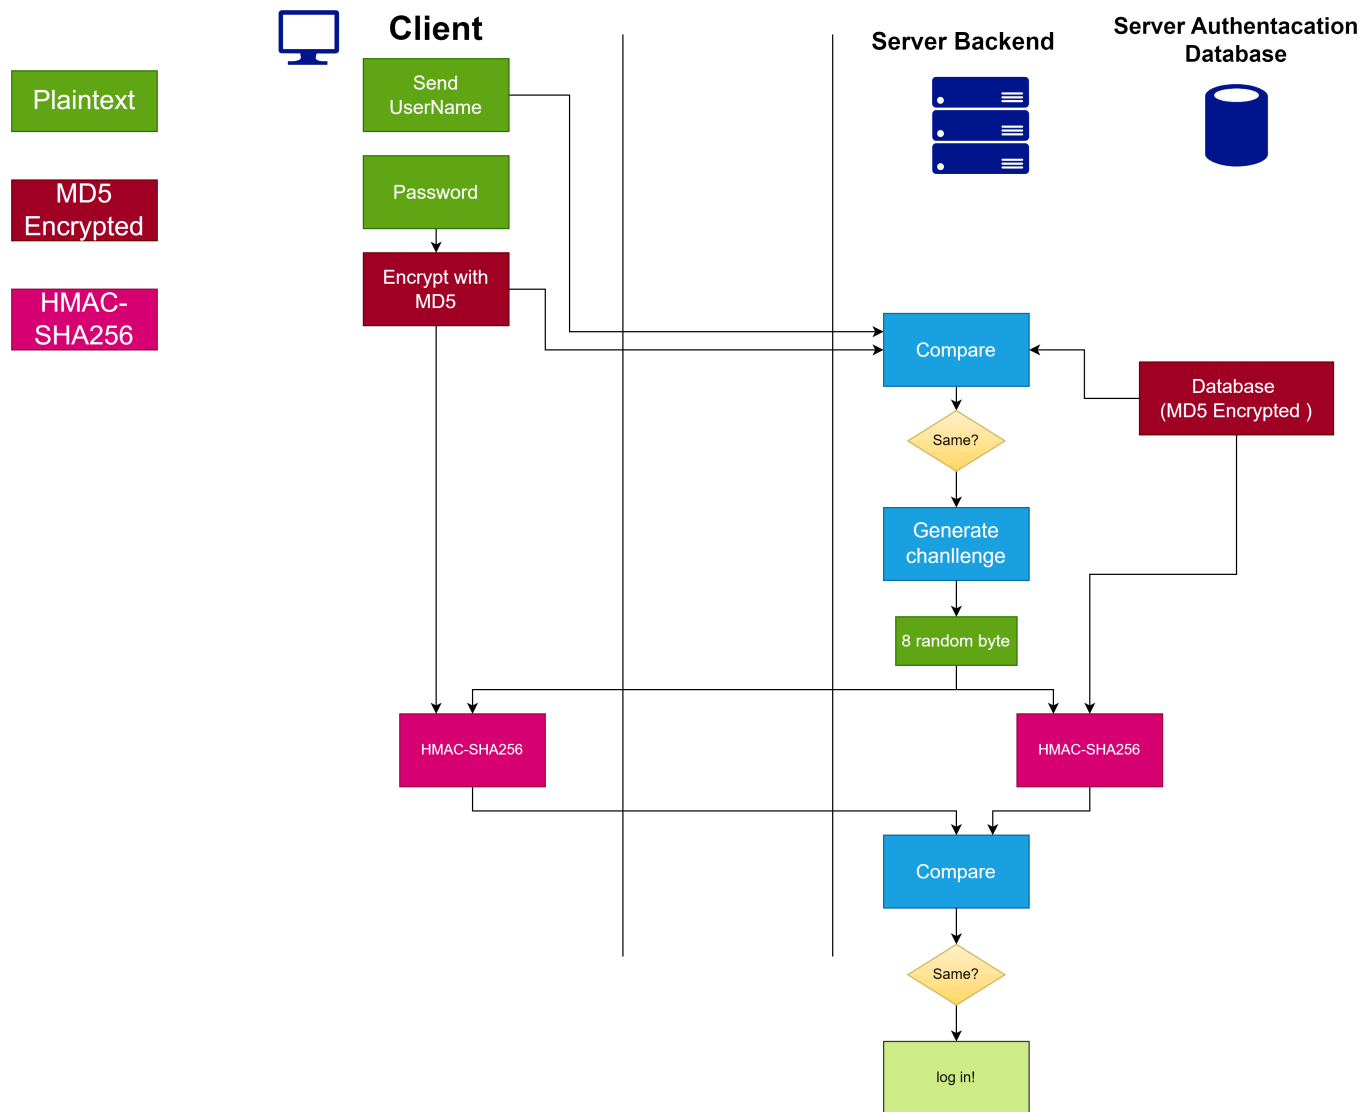 Client
Server Backend
Server Authentacation
Database
Plaintext
MD5
Encrypted
HMAC-
SHA256
Send
UserName
Password
Encrypt with
MD5
Compare
Database
(MD5 Encrypted )
Same?
Generate
chanllenge
8 random byte
HMAC-SHA256
HMAC-SHA256
Compare
Same?
log in!